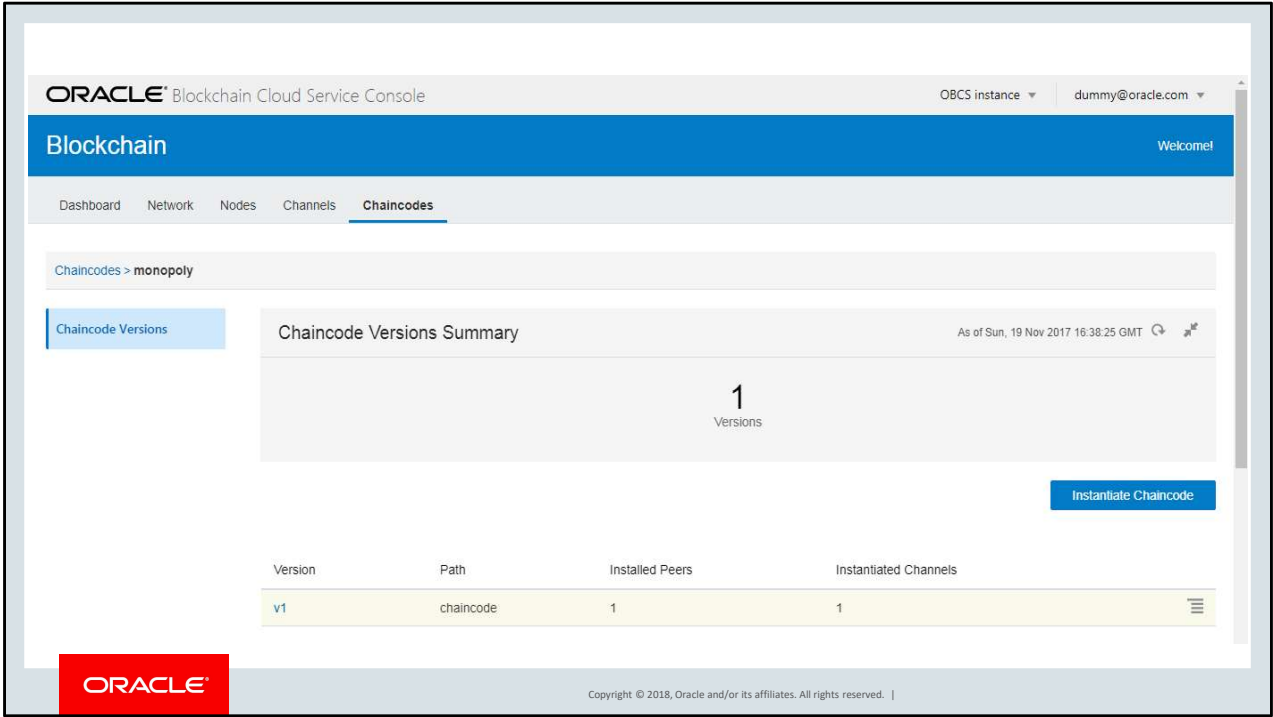 ORACLE Blockchain Cloud Service Console OBCS instance dummy@oracle.com
Blockchain Welcome!
Dashboard Network Nodes Channels Chaincodes
Chaincodes > monopoly
Chaincode Versions
Chaincode Versions Summary As of Sun, 19 Nov 2017 16:38:25 GMT
1
Versions
Instantiate Chaincode
Version Path Installed Peers Instantiated Channels
v1 chaincode 1 1
ORACLE
Copyright © 2018, Oracle and/or its affiliates. All rights reserved. |